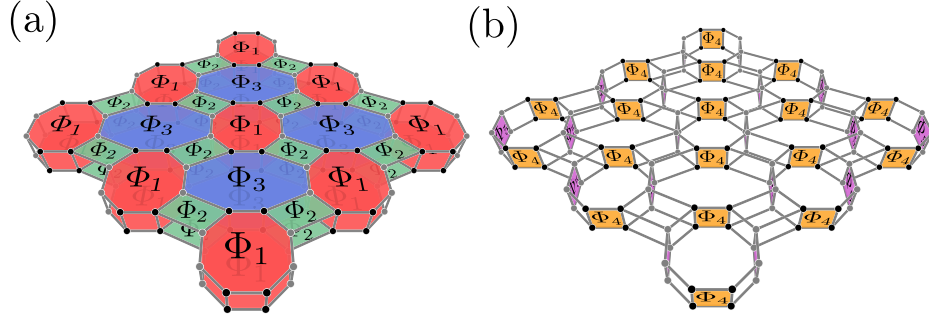 (a)
Φ₁
Φ₂ Φ₂
Φ₁ Φ₃ Φ₁
Φ₂ Φ₂ Φ₂ Φ₂
Φ₁ Φ₃ Φ₁ Φ₃ Φ₁
Φ₂ Φ₂ Φ₂ Φ₂
Φ₁ Φ₃ Φ₁
Φ₂ Φ₂
Φ₁
(b)
Φ₄
Φ₄ Φ₄ Φ₄
Φ₄ Φ₄ Φ₄ Φ₄ Φ₄
Φ₄ Φ₄ Φ₄ Φ₄ Φ₄
Φ₄ Φ₄ Φ₄
Φ₄